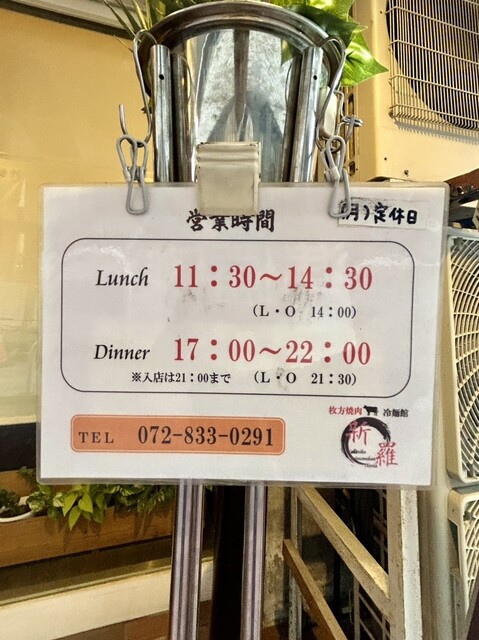 営業時間
(月)定休日
Lunch 11：30～14：30
（L・O 14：00）
Dinner 17：00～22：00
※入店は21：00まで （L・O 21：30）
TEL 072-833-0291
枚方焼肉 冷麺館
新羅